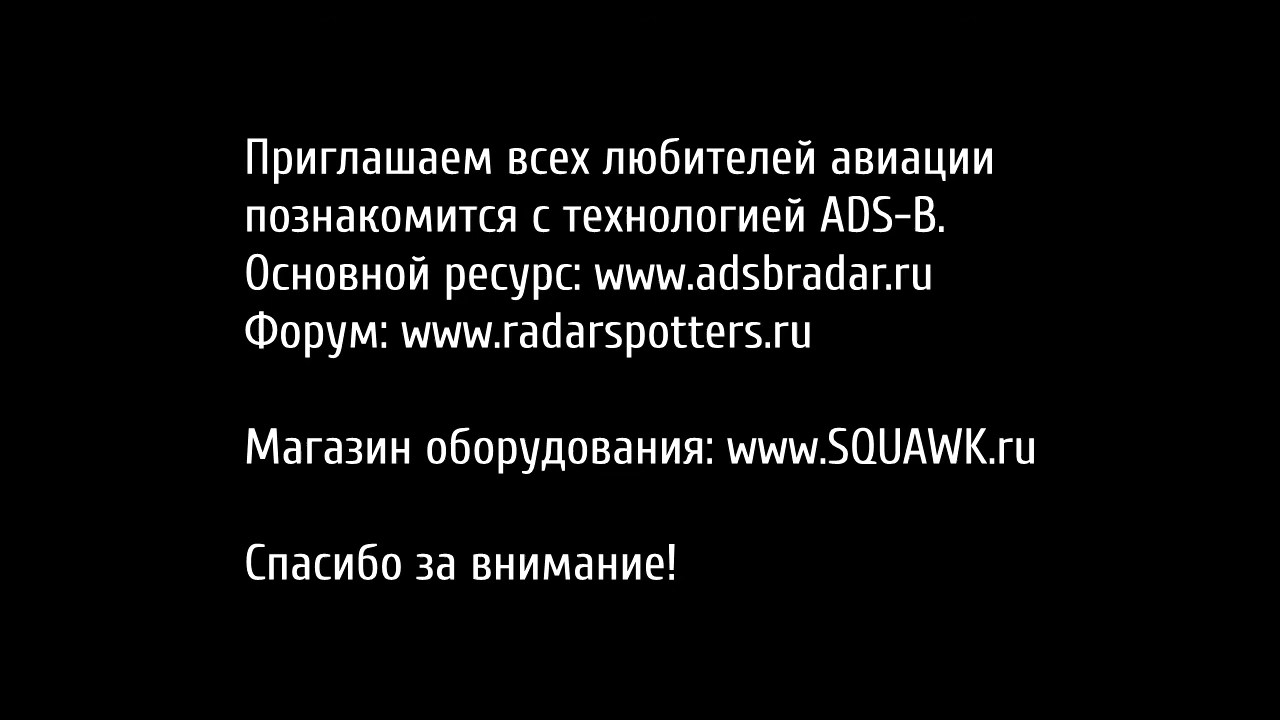 Приглашаем всех любителей авиации
познакомится с технологией ADS-B.
Основной ресурс: www.adsbradar.ru
Форум: www.radarspotters.ru
Магазин оборудования: www.SQUAWK.ru
Спасибо за внимание!